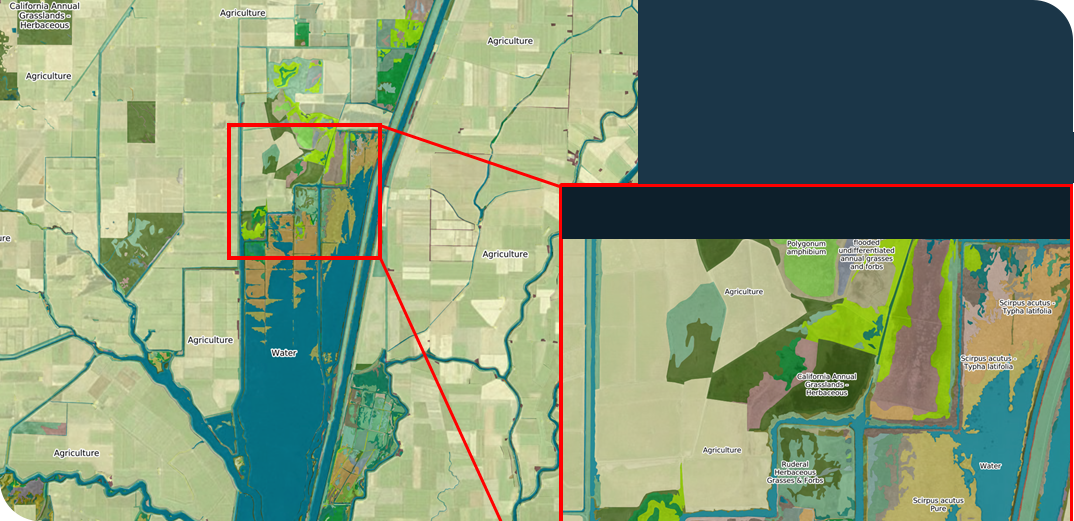 California Annual
Grasslands -
Herbaceous
Agriculture
Agriculture
Agriculture
ure
Agriculture
Agriculture
Water
Agriculture
Polygonum
amphibium
flooded
undifferentiated
annual grasses
and forbs
Agriculture
Scirpus acutus -
Typha latifolia
Scirpus acutus -
Typha latifolia
California Annual
Grasslands -
Herbaceous
Agriculture
Ruderal
Herbaceous
Grasses & Forbs
Water
Scirpus acutus
Pure